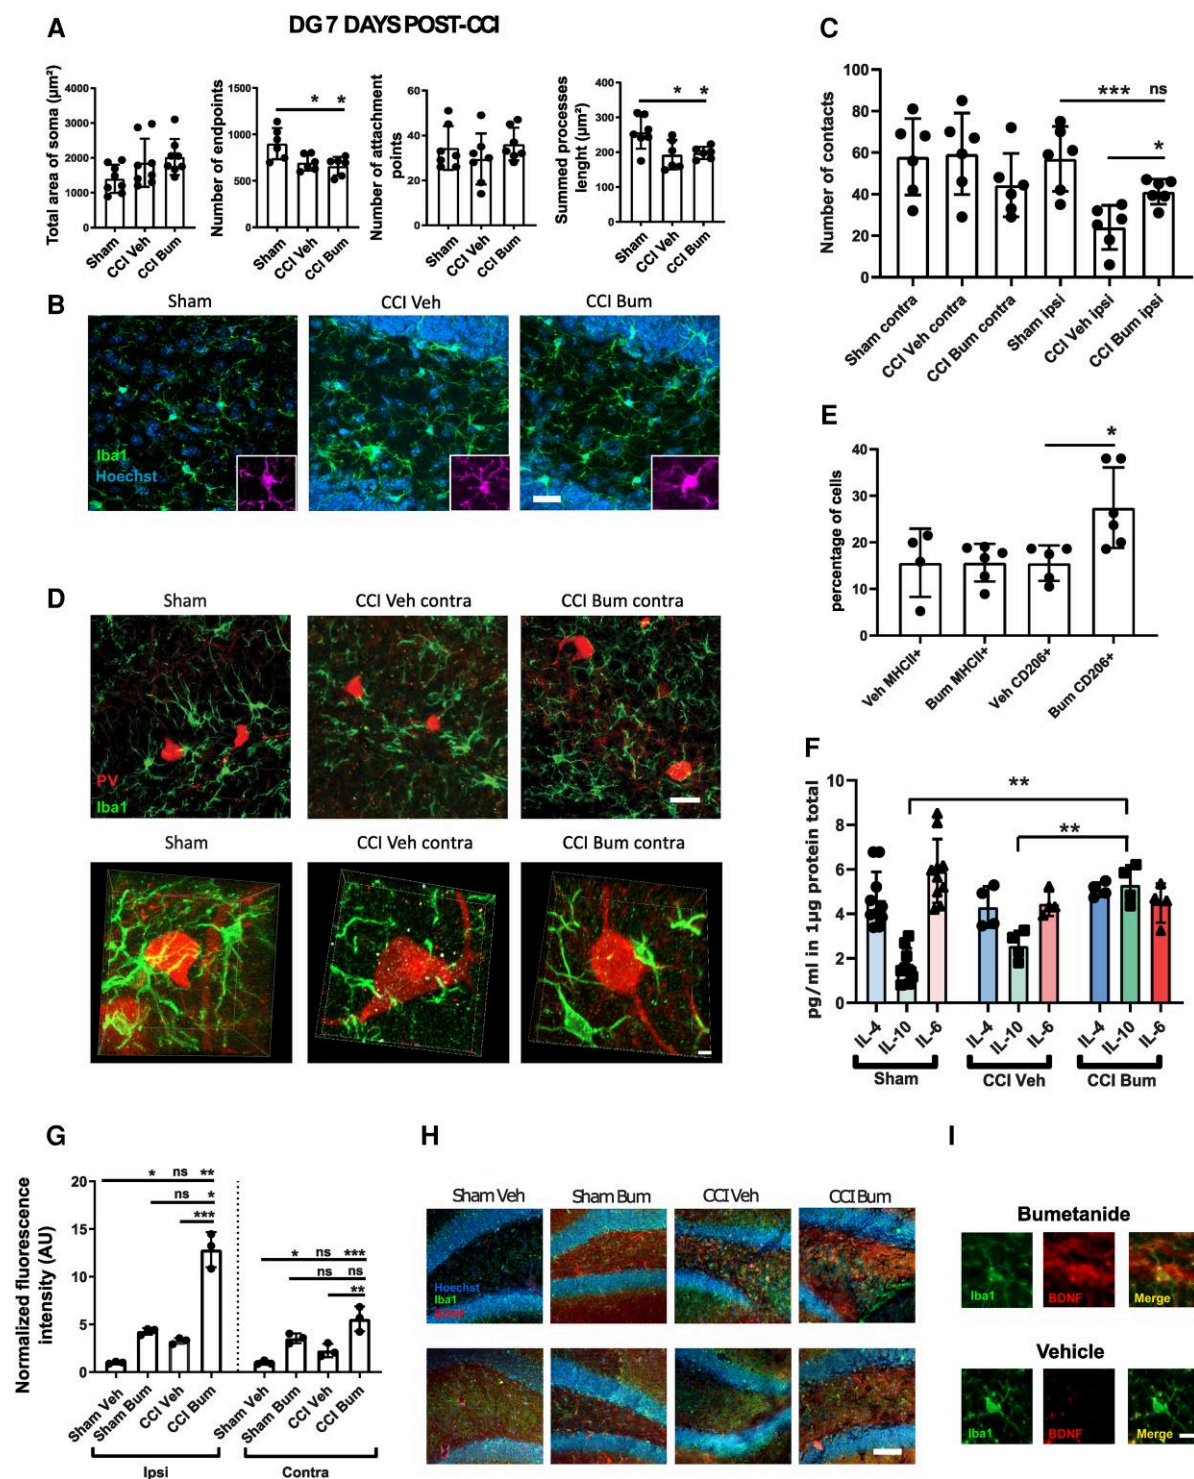 A
DG 7 DAYS POST-CCI
Total area of soma (µm²)
4000
3000
2000
1000
0
Sham
CCI Veh
CCI Bum
Number of endpoints
1500
1000
500
0
Sham
CCI Veh
CCI Bum
* *
Number of attachment
points
60
40
20
0
Sham
CCI Veh
CCI Bum
Summed processes
lenght (µm²)
400
300
200
100
0
Sham
CCI Veh
CCI Bum
* *
B
Sham
CCI Veh
CCI Bum
Iba1
Hoechst
C
Number of contacts
100
80
60
40
20
0
*** ns
*
Sham contra
CCI Veh contra
CCI Bum contra
Sham ipsi
CCI Veh ipsi
CCI Bum ipsi
D
Sham
CCI Veh contra
CCI Bum contra
PV
Iba1
Sham
CCI Veh contra
CCI Bum contra
E
percentage of cells
50
40
30
20
10
0
*
Veh MHCII+
Bum MHCII+
Veh CD206+
Bum CD206+
F
pg/ml in 1µg protein total
10
8
6
4
2
0
**
**
IL-4
IL-10
IL-6
IL-4
IL-10
IL-6
IL-4
IL-10
IL-6
Sham
CCI Veh
CCI Bum
G
Normalized fluorescence
intensity (AU)
20
15
10
5
0
* ns **
ns *
***
* ns ***
ns ns
**
Sham Veh
Sham Bum
CCI Veh
CCI Bum
Sham Veh
Sham Bum
CCI Veh
CCI Bum
Ipsi
Contra
H
Sham Veh
Sham Bum
CCI Veh
CCI Bum
Hoechst
Iba1
BDNF
I
Bumetanide
Iba1
BDNF
Merge
Vehicle
Iba1
BDNF
Merge